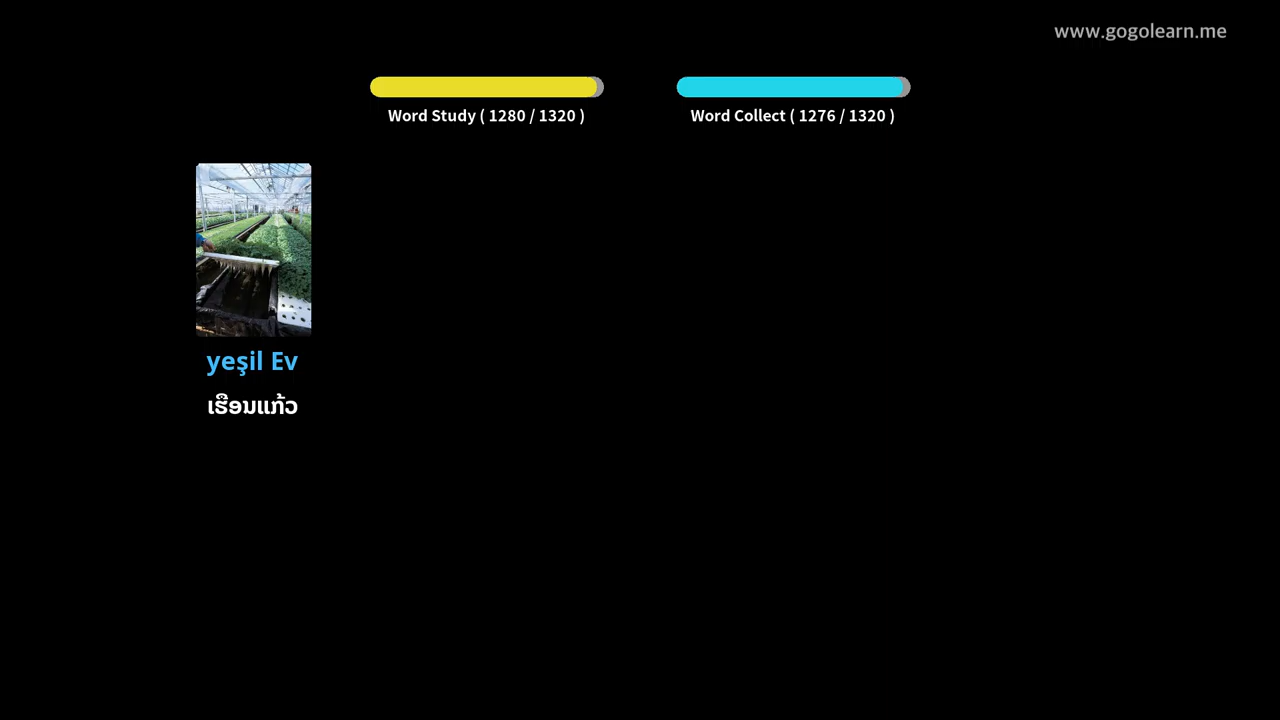 www.gogolearn.me
Word Study ( 1280 / 1320 )
Word Collect ( 1276 / 1320 )
yeşil Ev
ເຮືອນແກ້ວ